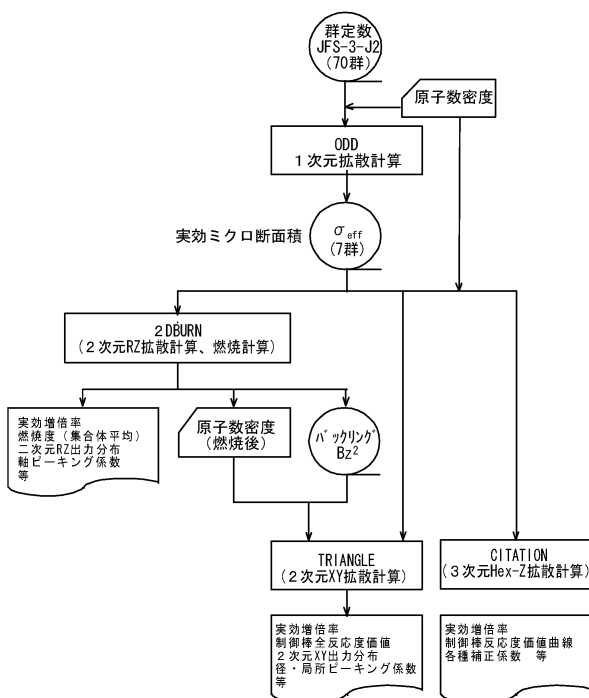 群定数
JFS-3-J2
(70群)
原子数密度
ODD
1次元拡散計算
実効ミクロ断面積
σeff
(7群)
2DBURN
(2次元RZ拡散計算、燃焼計算)
実効増倍率
燃焼度(集合体平均)
二次元RZ出力分布
軸ピーキング係数
等
原子数密度
(燃焼後)
バックリング
Bz²
TRIANGLE
(2次元XY拡散計算)
CITATION
(3次元Hex-Z拡散計算)
実効増倍率
制御棒全反応度価値
2次元XY出力分布
径・局所ピーキング係数
等
実効増倍率
制御棒反応度価値曲線
各種補正係数 等